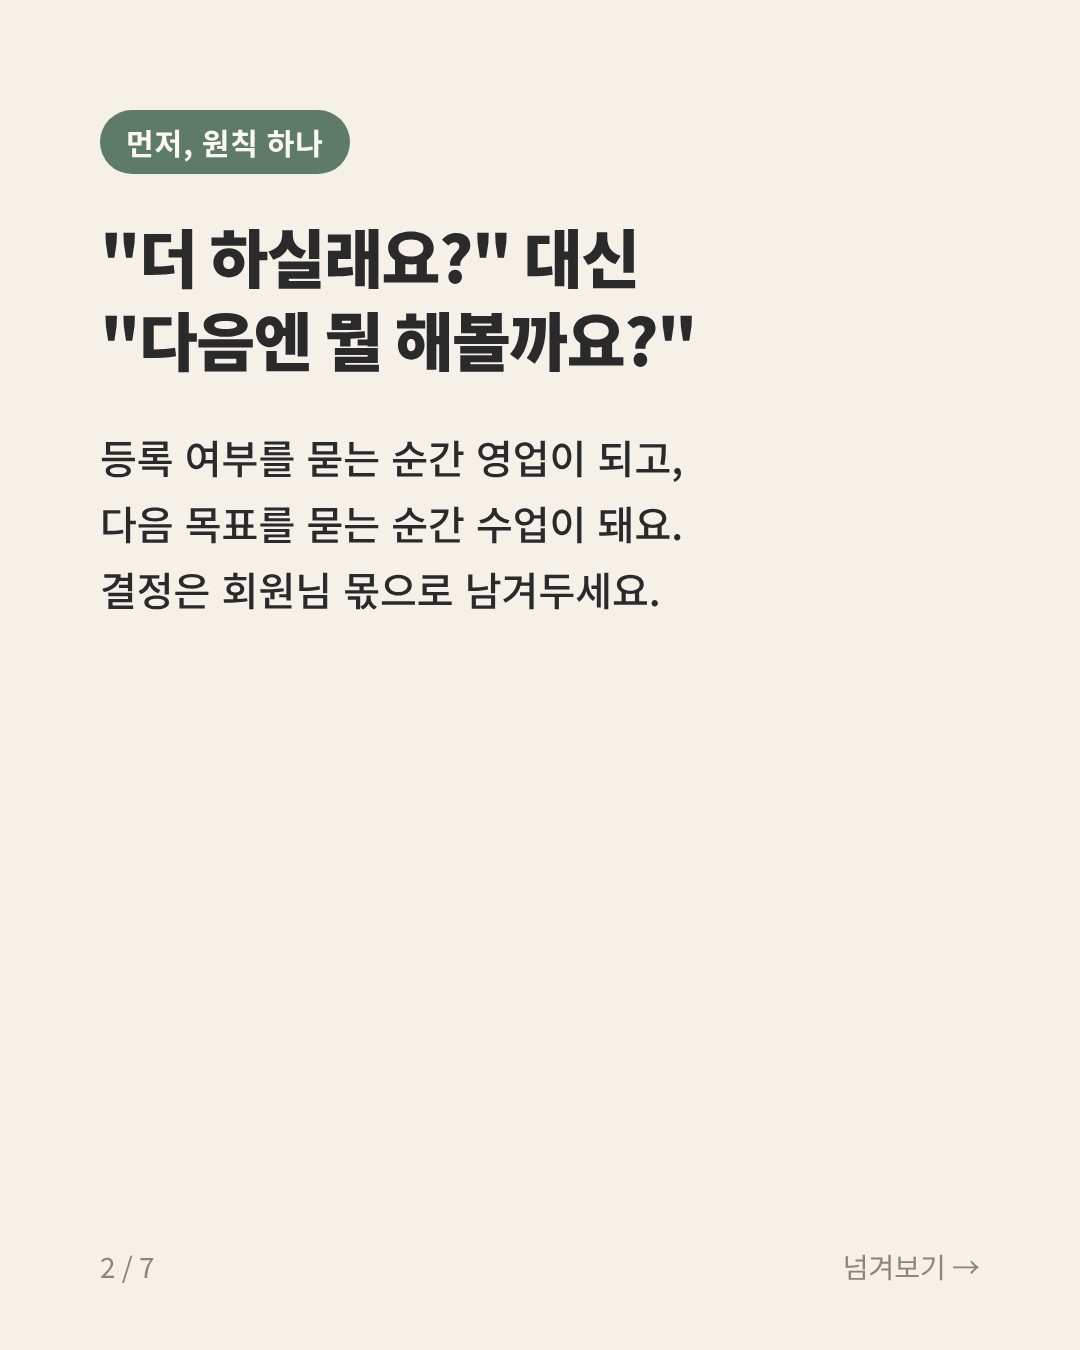 먼저, 원칙 하나
"더 하실래요?" 대신
"다음엔 뭘 해볼까요?"
등록 여부를 묻는 순간 영업이 되고,
다음 목표를 묻는 순간 수업이 돼요.
결정은 회원님 몫으로 남겨두세요.
2 / 7
넘겨보기 →